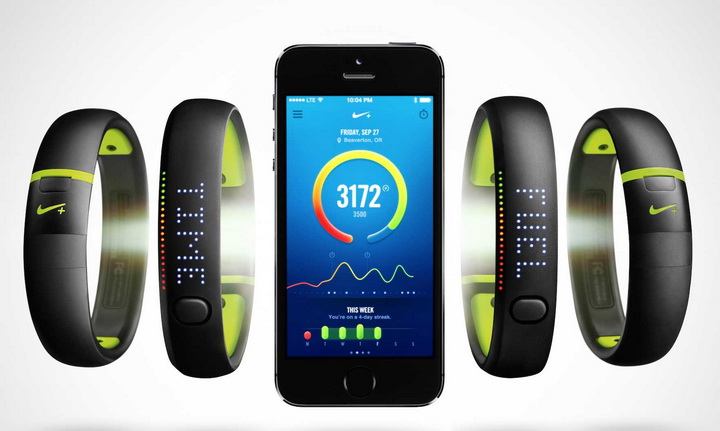 TIME
LTE
10:04 PM
FRIDAY, SEP 27
Beaverton, OR
3172
3500
THIS WEEK
You're on a 4-day streak.
M T W T F S S
FUEL